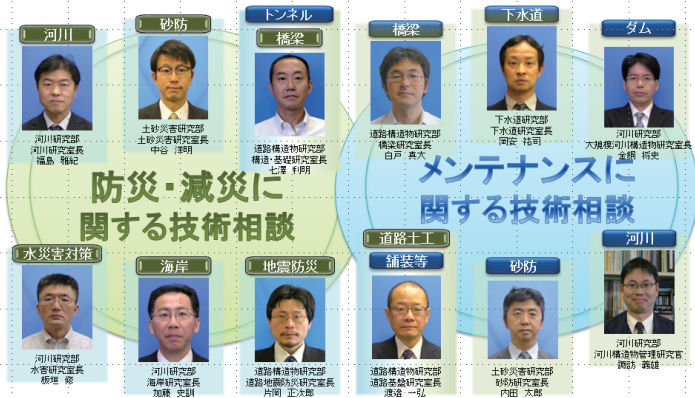 河川
砂防
トンネル
橋梁
橋梁
下水道
ダム
河川研究部
河川研究室長
福島 雅紀
土砂災害研究部
土砂災害研究室長
中谷 洋明
道路構造物研究部
構造・基礎研究室長
七澤 利明
道路構造物研究部
橋梁研究室長
白戸 真大
下水道研究部
下水道研究室長
岡安 祐司
河川研究部
大規模河川構造物研究室長
金銅 将史
防災・減災に
関する技術相談
メンテナンスに
関する技術相談
水災害対策
海岸
地震防災
道路土工
舗装等
砂防
河川
河川研究部
水害研究室長
板垣 修
河川研究部
海岸研究室長
加藤 史訓
道路構造物研究部
道路地震防災研究室長
片岡 正次郎
道路構造物研究部
道路基盤研究室長
渡邉 一弘
土砂災害研究部
砂防研究室長
内田 太郎
河川研究部
河川構造物管理研究官
諏訪 義雄